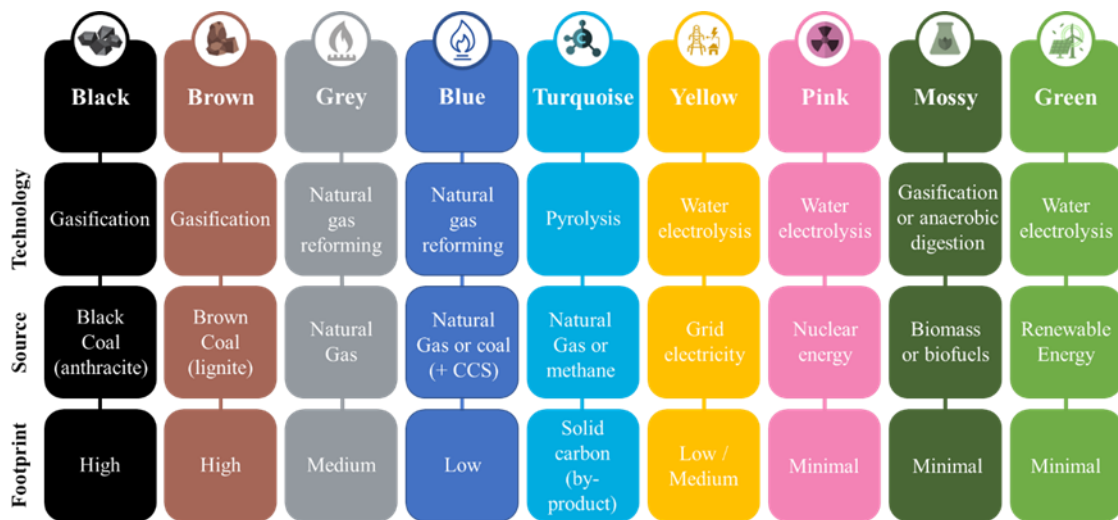 Black
Brown
Grey
Blue
Turquoise
Yellow
Pink
Mossy
Green
Technology
Gasification
Gasification
Natural
gas
reforming
Natural
gas
reforming
Pyrolysis
Water
electrolysis
Water
electrolysis
Gasification
or anaerobic
digestion
Water
electrolysis
Source
Black
Coal
(anthracite)
Brown
Coal
(lignite)
Natural
Gas
Natural
Gas or coal
(+ CCS)
Natural
Gas or
methane
Grid
electricity
Nuclear
energy
Biomass
or biofuels
Renewable
Energy
Footprint
High
High
Medium
Low
Solid
carbon
(by-
product)
Low /
Medium
Minimal
Minimal
Minimal